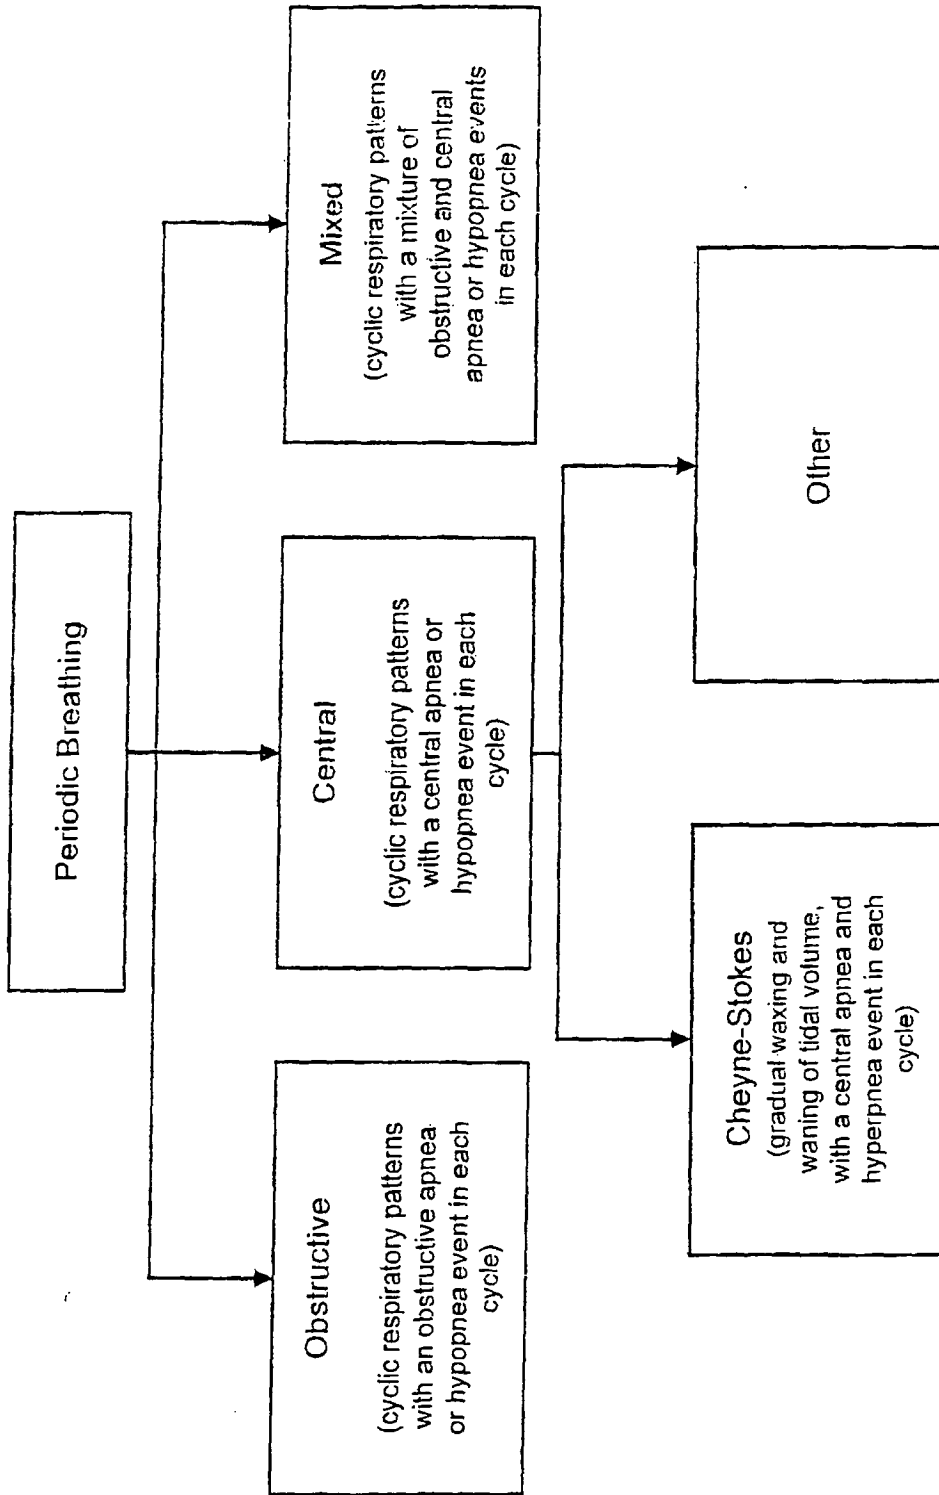 Periodic Breathing
Obstructive
(cyclic respiratory patterns
with an obstructive apnea
or hypopnea event in each
cycle)
Central
(cyclic respiratory patterns
with a central apnea or
hypopnea event in each
cycle)
Mixed
(cyclic respiratory patterns
with a mixture of
obstructive and central
apnea or hypopnea events
in each cycle)
Cheyne-Stokes
(gradual waxing and
waning of tidal volume,
with a central apnea and
hyperpnea event in each
cycle)
Other